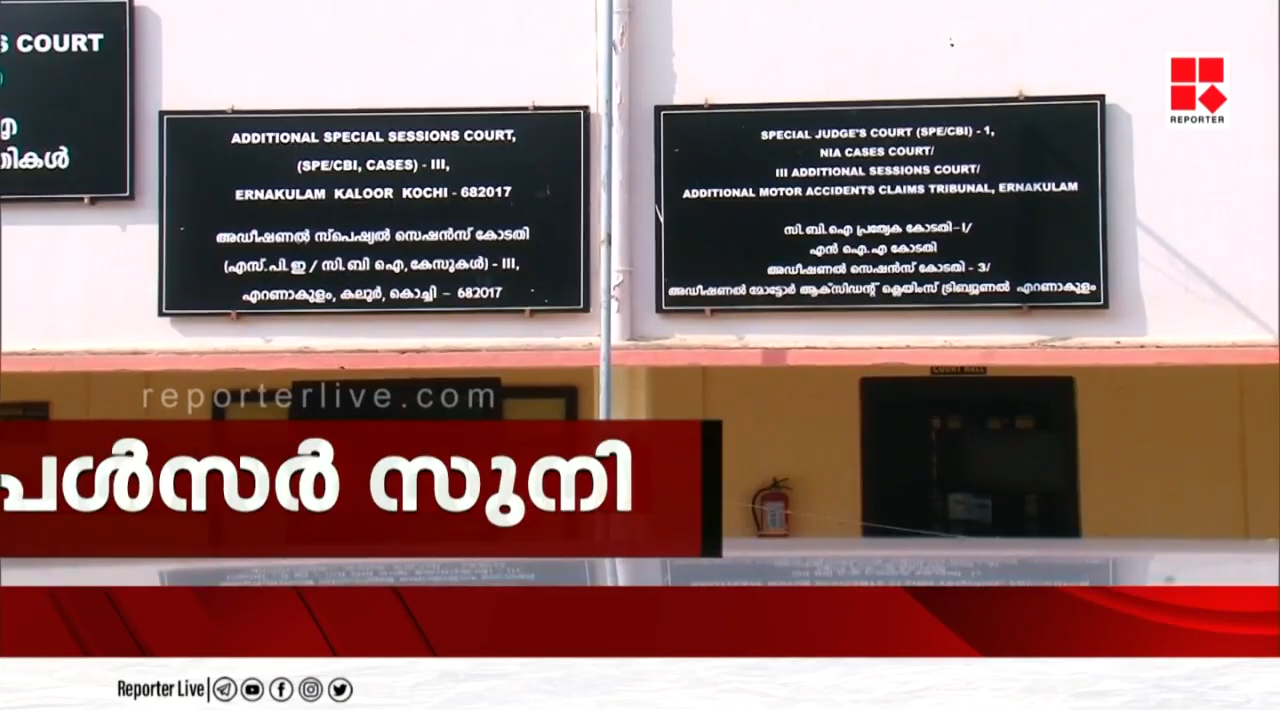 S COURT
തികൾ
ADDITIONAL SPECIAL SESSIONS COURT,
(SPE/CBI, CASES) - III,
ERNAKULAM KALOOR KOCHI - 682017
അഡീഷണൽ സ്പെഷ്യൽ സെഷൻസ് കോടതി
(എസ്.പി.ഇ / സി.ബി ഐ, കേസുകൾ) - III,
എറണാകുളം, കലൂർ, കൊച്ചി - 682017
SPECIAL JUDGE'S COURT (SPE/CBI) - 1,
NIA CASES COURT/
III ADDITIONAL SESSIONS COURT/
ADDITIONAL MOTOR ACCIDENTS CLAIMS TRIBUNAL, ERNAKULAM
സി.ബി.ഐ പ്രത്യേക കോടതി-I/
എൻ ഐ.എ കോടതി
അഡീഷണൽ സെഷൻസ് കോടതി - 3/
അഡീഷണൽ മോട്ടോർ ആക്സിഡന്റ് ക്ലെയിംസ് ട്രിബ്യൂണൽ എറണാകുളം
REPORTER
COURT HALL
reporterlive.com
പൾസർ സുനി
Reporter Live